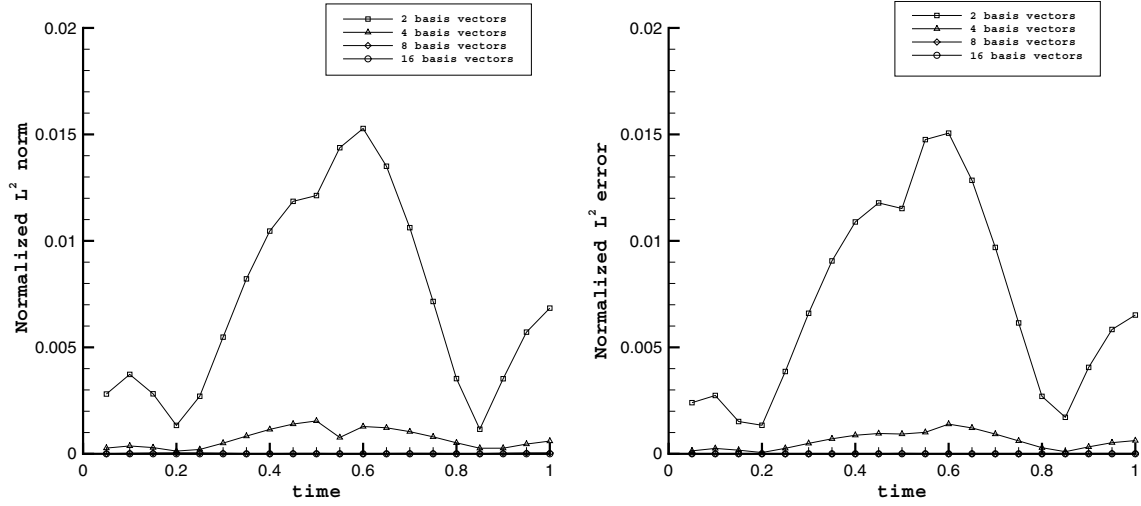 2 basis vectors
4 basis vectors
8 basis vectors
16 basis vectors
Normalized L² norm
0.02
0.015
0.01
0.005
0
0 0.2 0.4 0.6 0.8 1
time
2 basis vectors
4 basis vectors
8 basis vectors
16 basis vectors
Normalized L² error
0.02
0.015
0.01
0.005
0
0 0.2 0.4 0.6 0.8 1
time